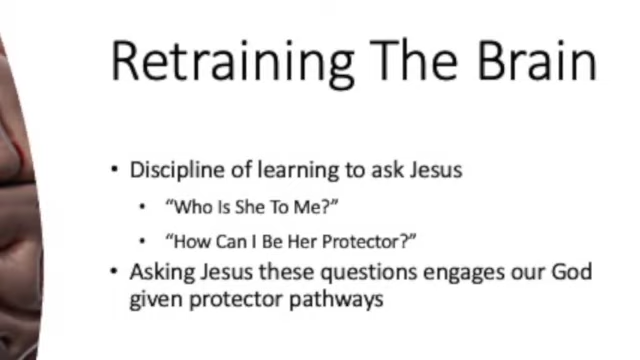 Retraining The Brain
• Discipline of learning to ask Jesus
• “Who Is She To Me?”
• “How Can I Be Her Protector?”
• Asking Jesus these questions engages our God
given protector pathways